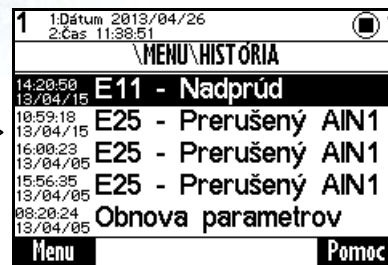 1 1:Dátum 2013/04/26
2:Čas 11:38:51
\MENU\HISTÓRIA
14:20:50 13/04/15 E11 - Nadprúd
10:59:18 13/04/15 E25 - Prerušený AIN1
16:00:23 13/04/05 E25 - Prerušený AIN1
15:56:35 13/04/05 E25 - Prerušený AIN1
08:20:24 13/04/05 Obnova parametrov
Menu Pomoc